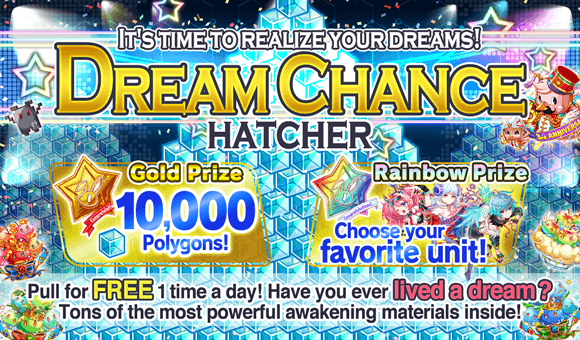 IT'S TIME TO REALIZE YOUR DREAMS!
DREAM CHANCE
HATCHER
ANNIVERS
Gold Prize
10,000
Polygons!
Rainbow Prize
Choose your
favorite unit!
Pull for FREE 1 time a day! Have you ever lived a dream?
Tons of the most powerful awakening materials inside!